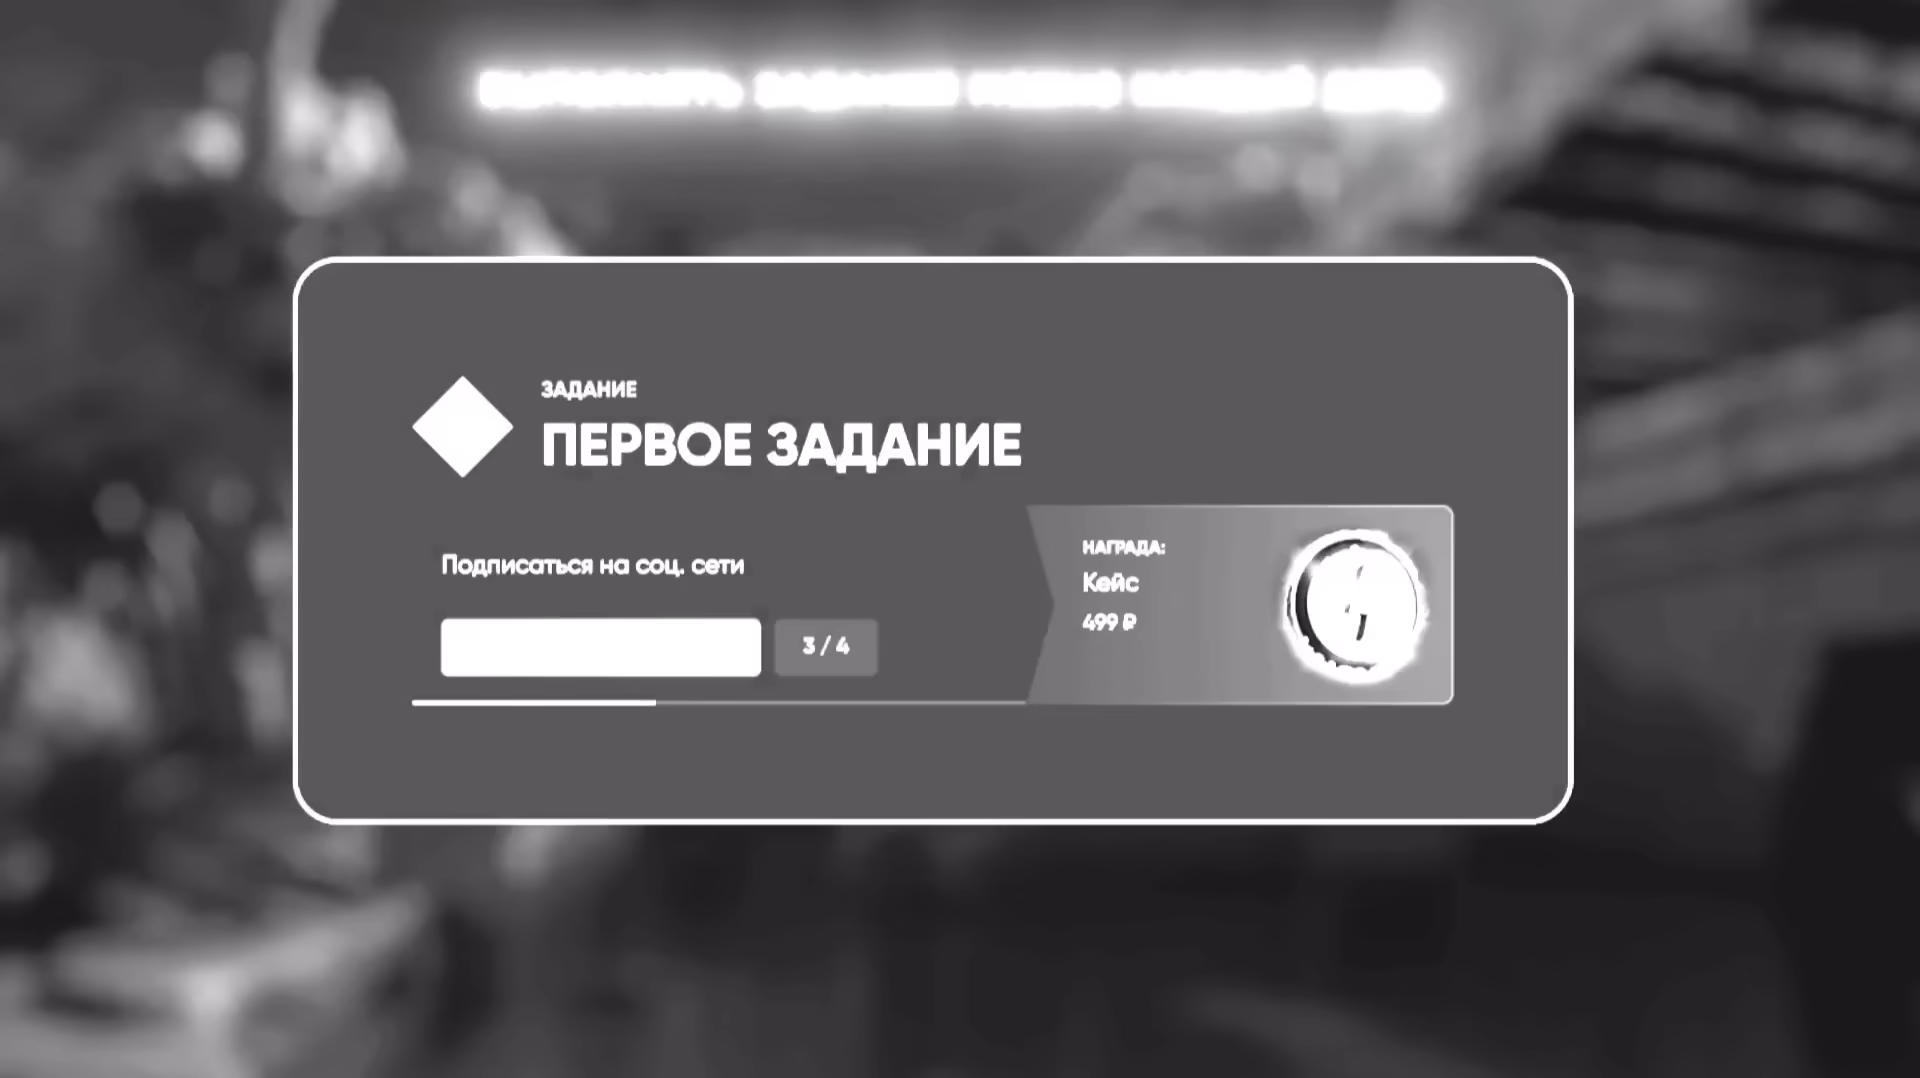 ЗАДАНИЕ
ПЕРВОЕ ЗАДАНИЕ
Подписаться на соц. сети
3 / 4
НАГРАДА:
Кейс
499 ₽